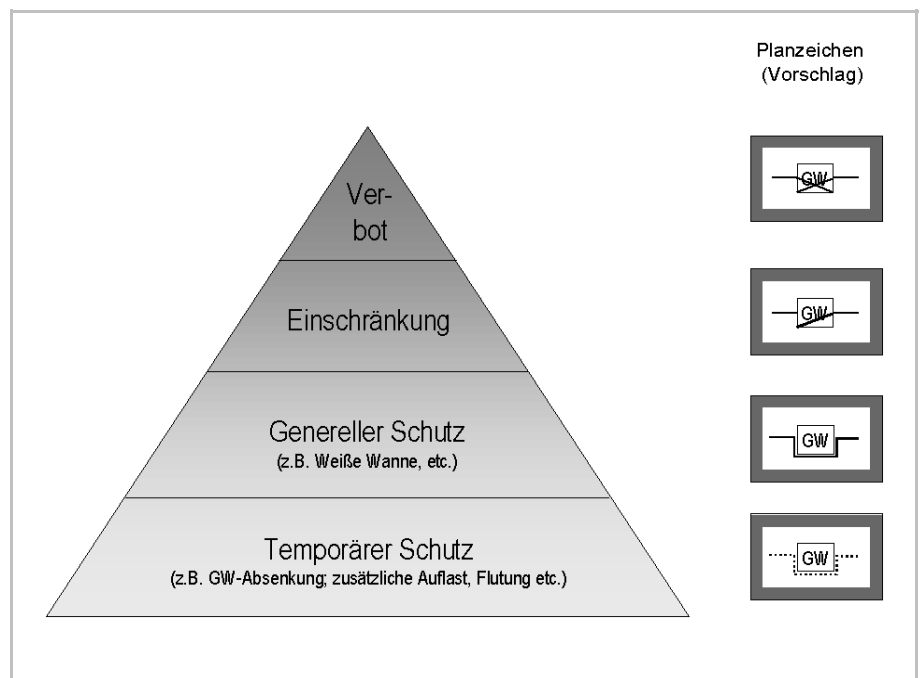 Planzeichen
(Vorschlag)
Ver-
bot
GW
Einschränkung
GW
Genereller Schutz
(z.B. Weiße Wanne, etc.)
GW
Temporärer Schutz
(z.B. GW-Absenkung; zusätzliche Auflast, Flutung etc.)
GW